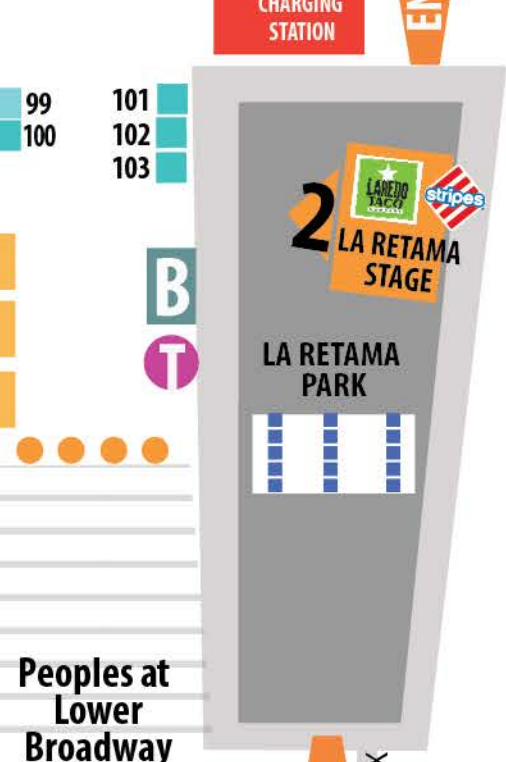 CHARGING
STATION
EN
99
100
101
102
103
2
LAREDO
TACO
stripes
LA RETAMA
STAGE
B
T
LA RETAMA
PARK
Peoples at
Lower
Broadway
X